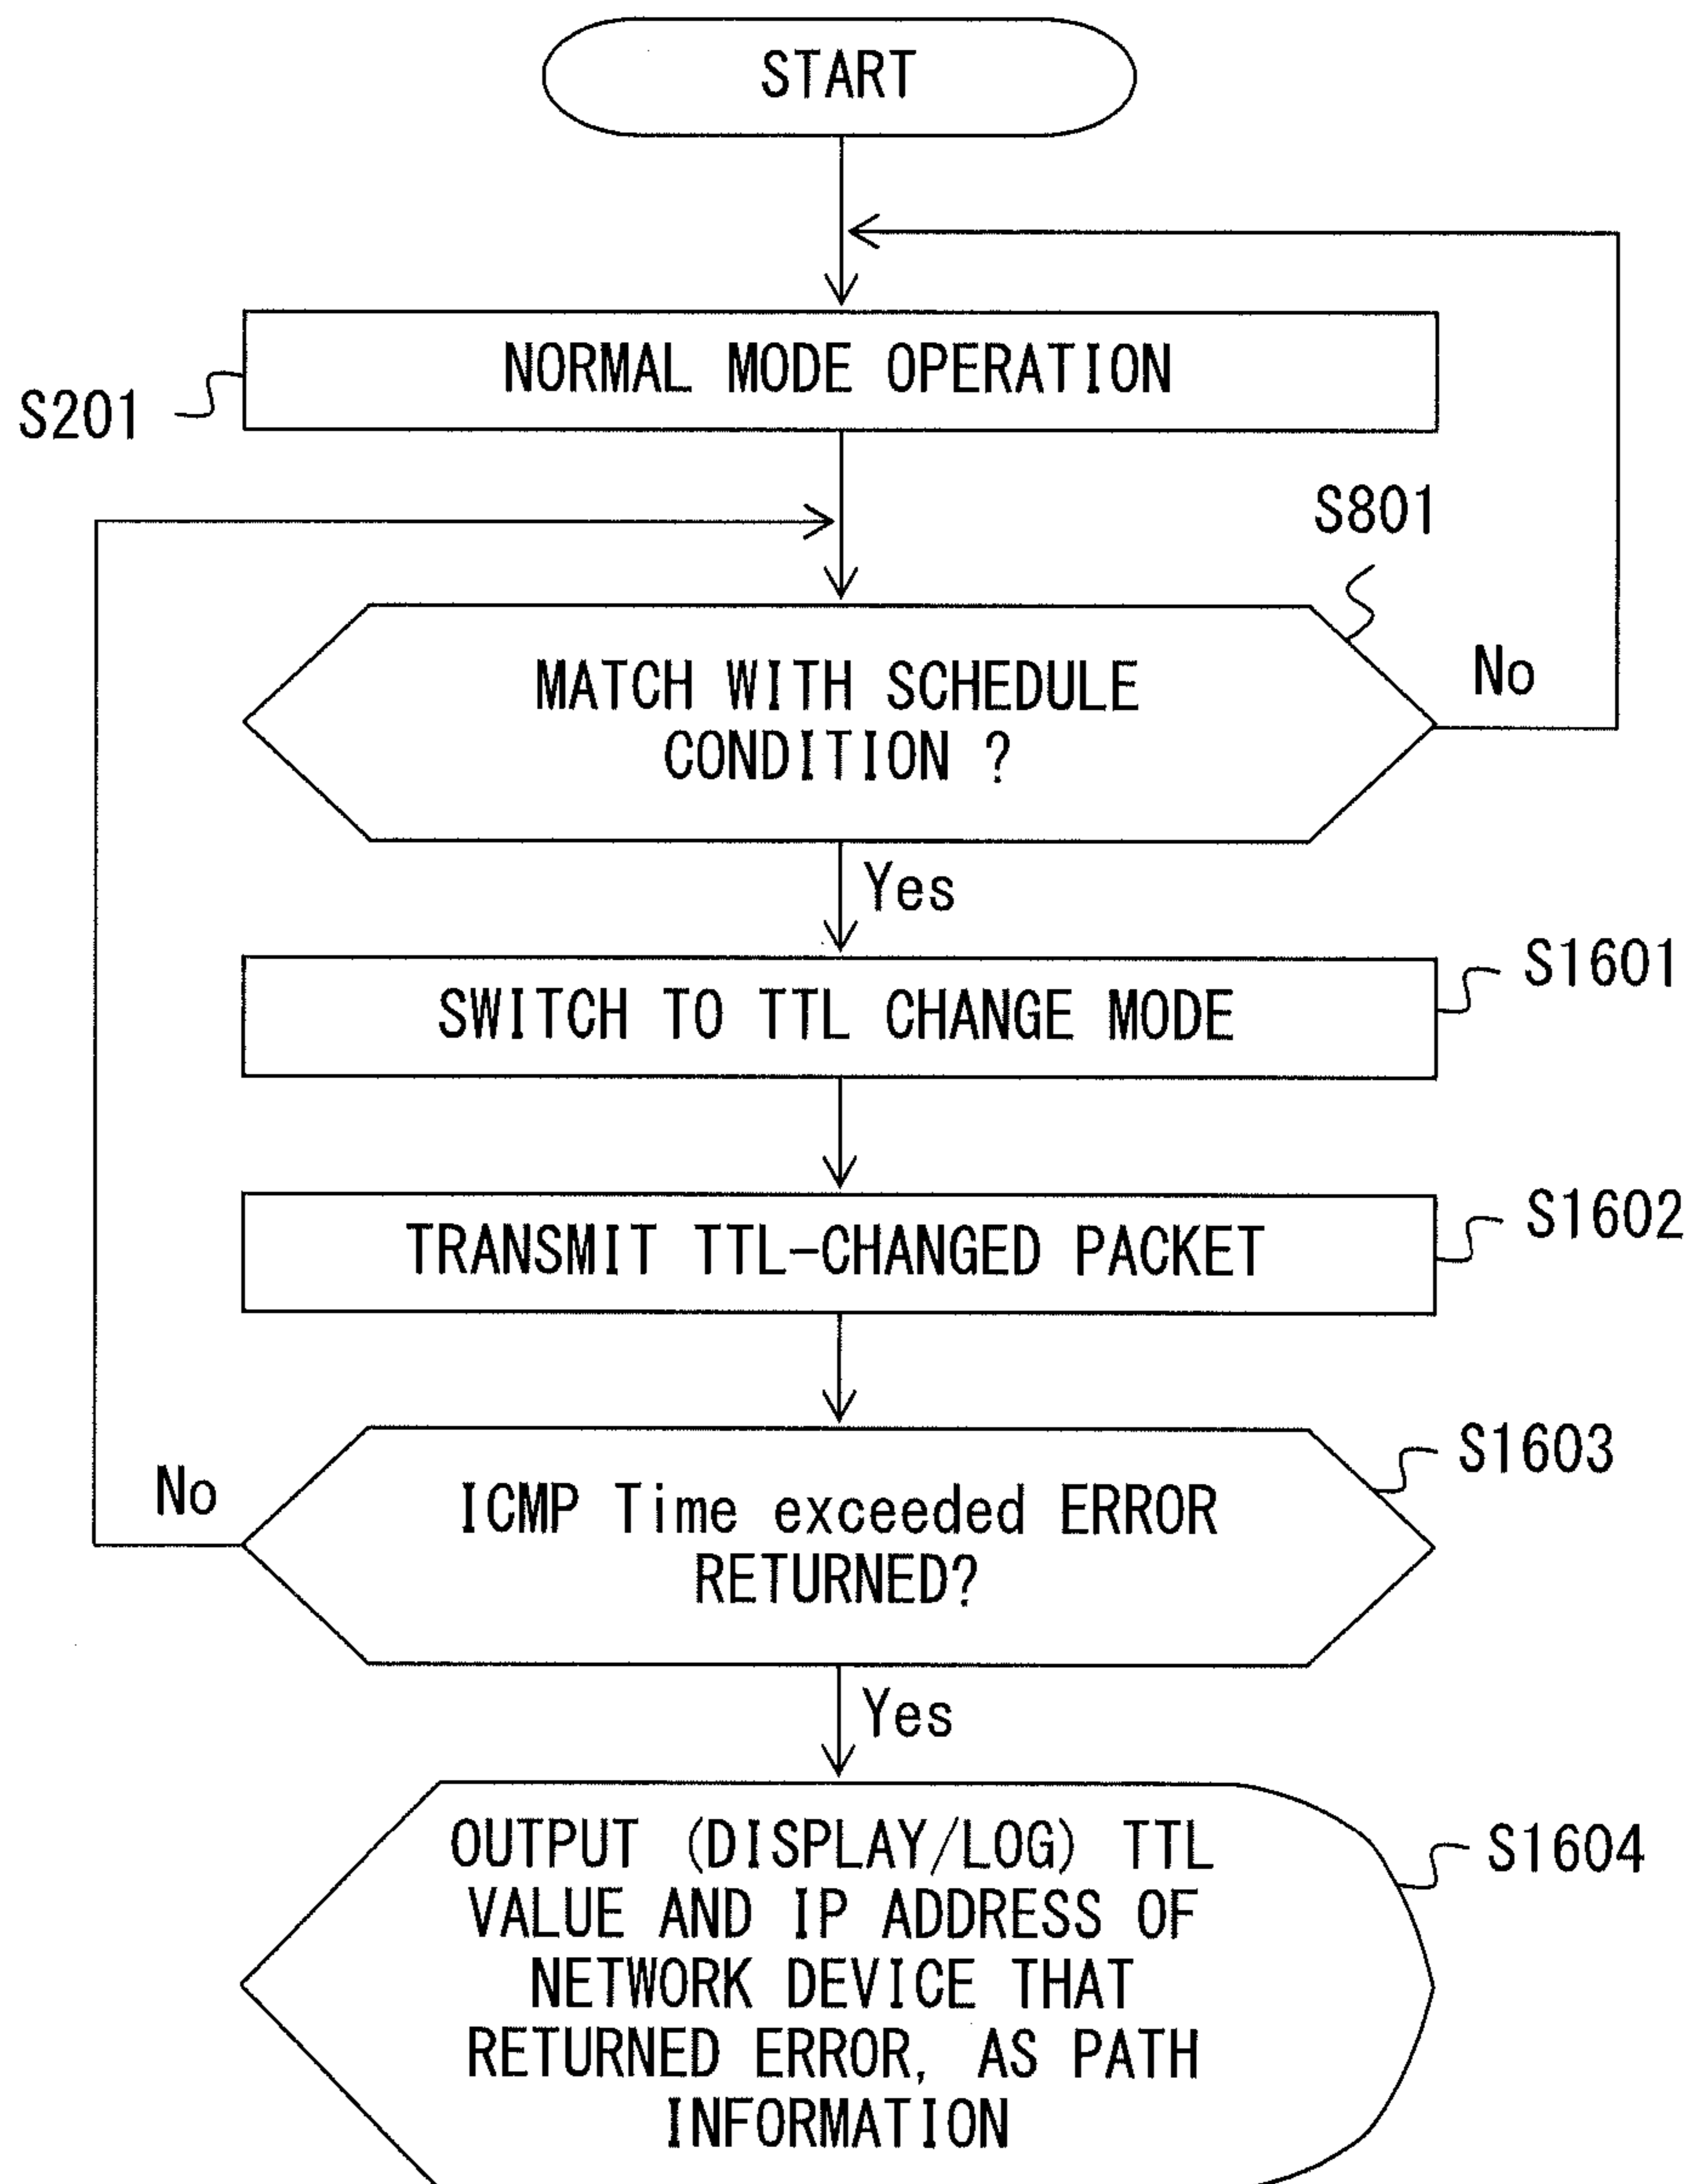 START
NORMAL MODE OPERATION
S201
S801
MATCH WITH SCHEDULE
CONDITION ?
No
Yes
S1601
SWITCH TO TTL CHANGE MODE
S1602
TRANSMIT TTL-CHANGED PACKET
S1603
No
ICMP Time exceeded ERROR
RETURNED?
Yes
OUTPUT (DISPLAY/LOG) TTL
S1604
VALUE AND IP ADDRESS OF
NETWORK DEVICE THAT
RETURNED ERROR, AS PATH
INFORMATION